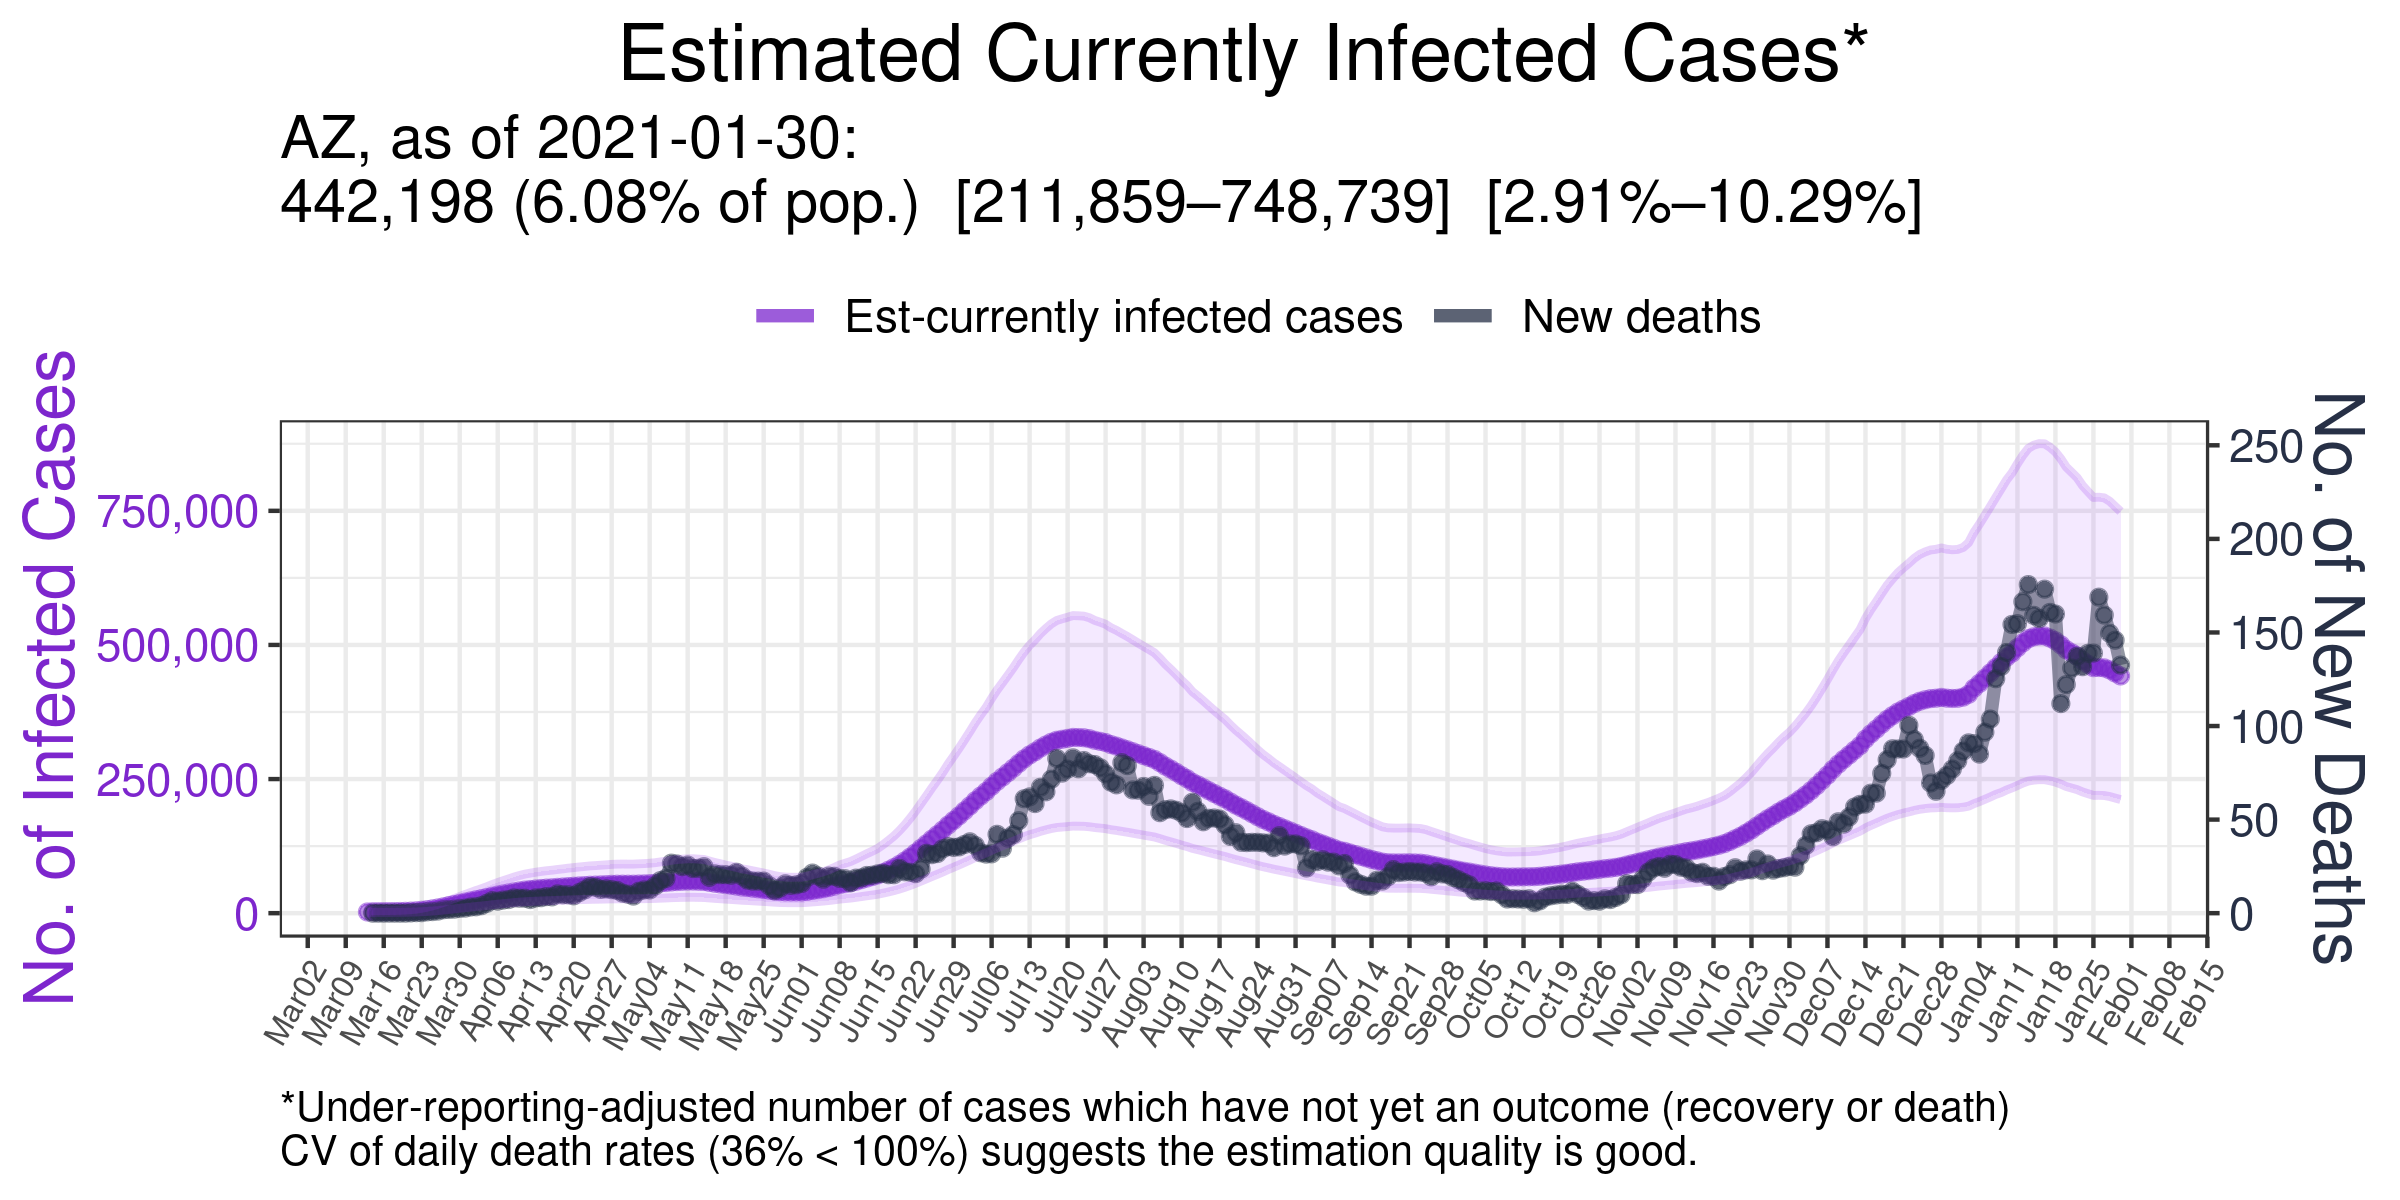 Estimated Currently Infected Cases*
AZ, as of 2021-01-30:
442,198 (6.08% of pop.)  [211,859–748,739]  [2.91%–10.29%]
Est-currently infected cases
New deaths
No. of Infected Cases
750,000
500,000
250,000
0
250
200
150
100
50
0
No. of New Deaths
Mar02
Mar09
Mar16
Mar23
Mar30
Apr06
Apr13
Apr20
Apr27
May04
May11
May18
May25
Jun01
Jun08
Jun15
Jun22
Jun29
Jul06
Jul13
Jul20
Jul27
Aug03
Aug10
Aug17
Aug24
Aug31
Sep07
Sep14
Sep21
Sep28
Oct05
Oct12
Oct19
Oct26
Nov02
Nov09
Nov16
Nov23
Nov30
Dec07
Dec14
Dec21
Dec28
Jan04
Jan11
Jan18
Jan25
Feb01
Feb08
Feb15
*Under-reporting-adjusted number of cases which have not yet an outcome (recovery or death)
CV of daily death rates (36% < 100%) suggests the estimation quality is good.